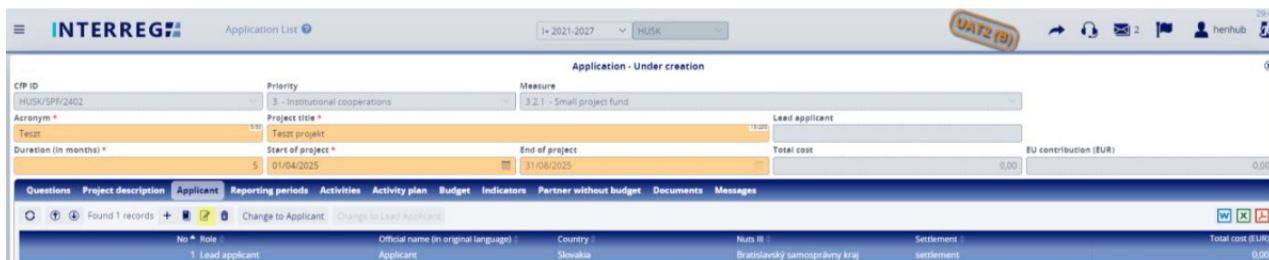 INTERREG Application List I+ 2021-2027 HUSK UAT2 (B) 2 henhub
Application - Under creation
CfP ID Priority Measure
HUSK/SPF/2402 3. - Institutional cooperations 3.2.1 - Small project fund
Acronym * Project title * Lead applicant
Teszt Teszt projekt
Duration (in months) * Start of project * End of project Total cost EU contribution (EUR)
5 01/04/2025 31/08/2025 0,00 0,00
Questions Project description Applicant Reporting periods Activities Activity plan Budget Indicators Partner without budget Documents Messages
Found 1 records Change to Applicant Change to Lead Applicant
No Role Official name (in original language) Country Nuts III Settlement Total cost (EUR)
1 Lead applicant Applicant Slovakia Bratislavský samosprávny kraj settlement 0,00